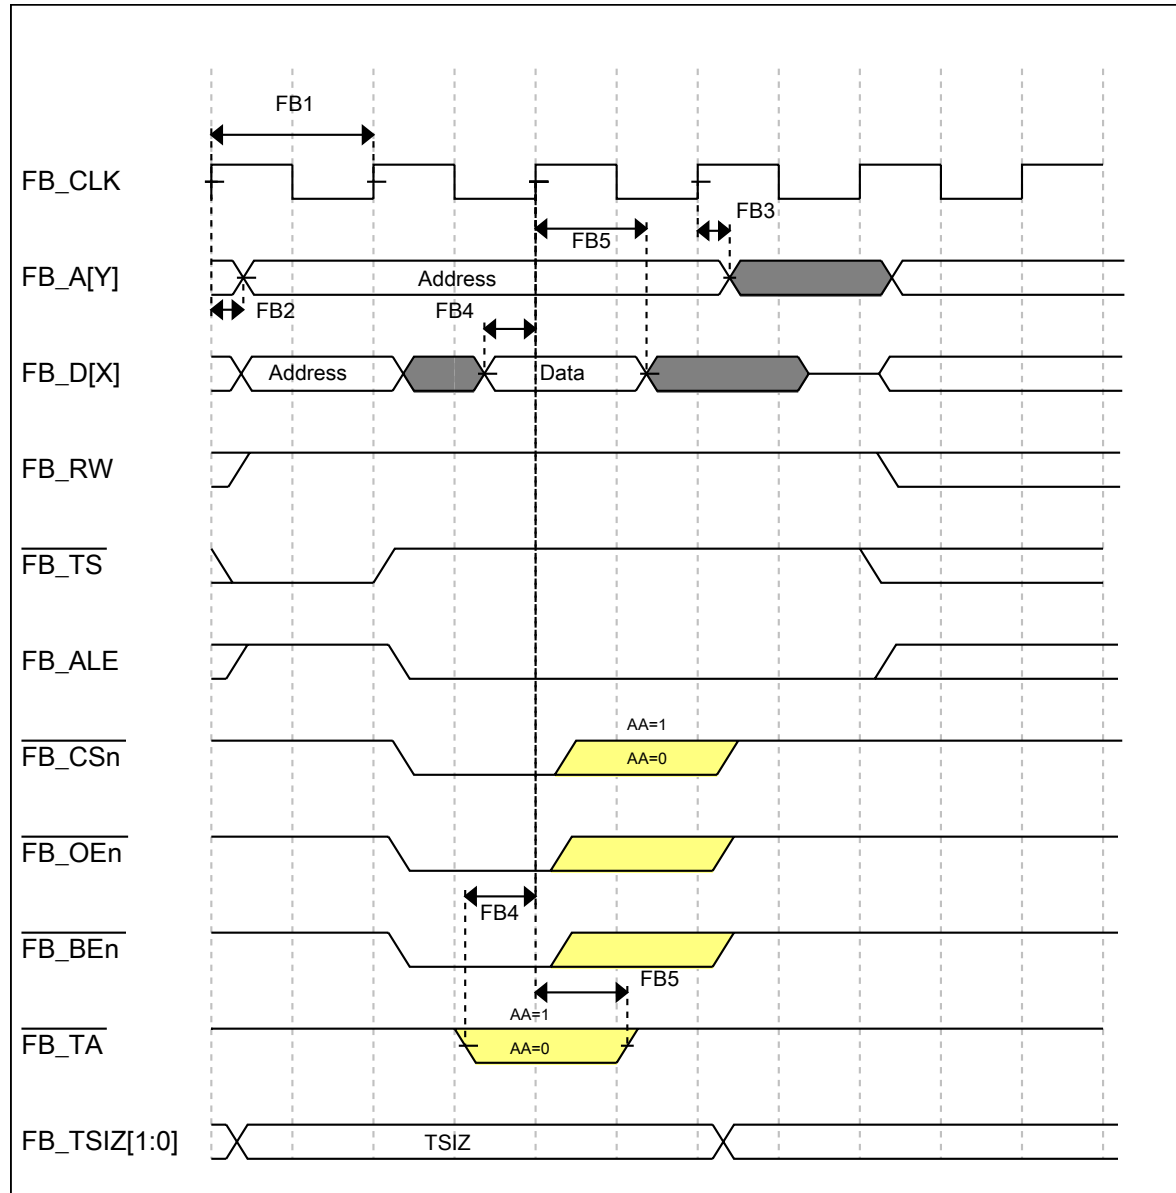 FB1
FB_CLK
FB3
FB5
FB_A[Y]
Address
FB2
FB4
FB_D[X]
Address
Data
FB_RW
FB_TS
FB_ALE
AA=1
FB_CSn
AA=0
FB_OEn
FB4
FB_BEn
FB5
AA=1
FB_TA
AA=0
FB_TSIZ[1:0]
TSIZ